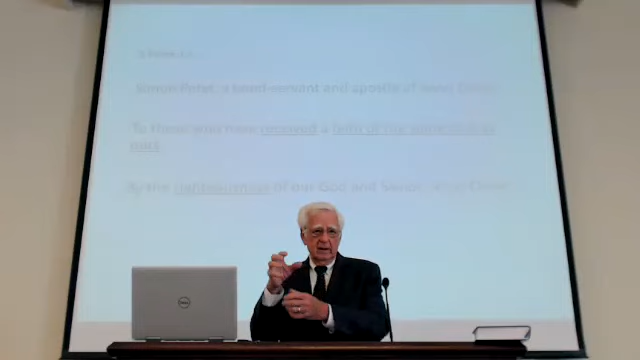 Simon Peter, a bond-servant and apostle of Jesus Christ
To those who have received a faith of the same kind as
ours
By the righteousness of our God and Savior, Jesus Christ
DELL